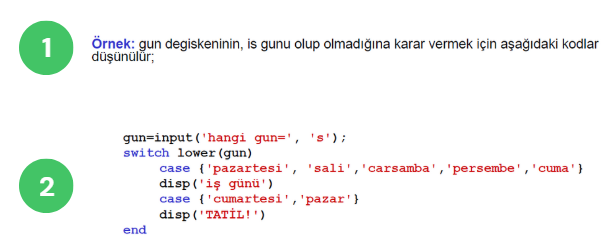 1
Örnek: gun degiskeninin, is gunu olup olmadığına karar vermek için aşağıdaki kodlar
düşünülür;
2
gun=input('hangi gun=', 's');
switch lower(gun)
case {'pazartesi', 'sali','carsamba','persembe','cuma'}
disp('iş günü')
case {'cumartesi','pazar'}
disp('TATİL!')
end